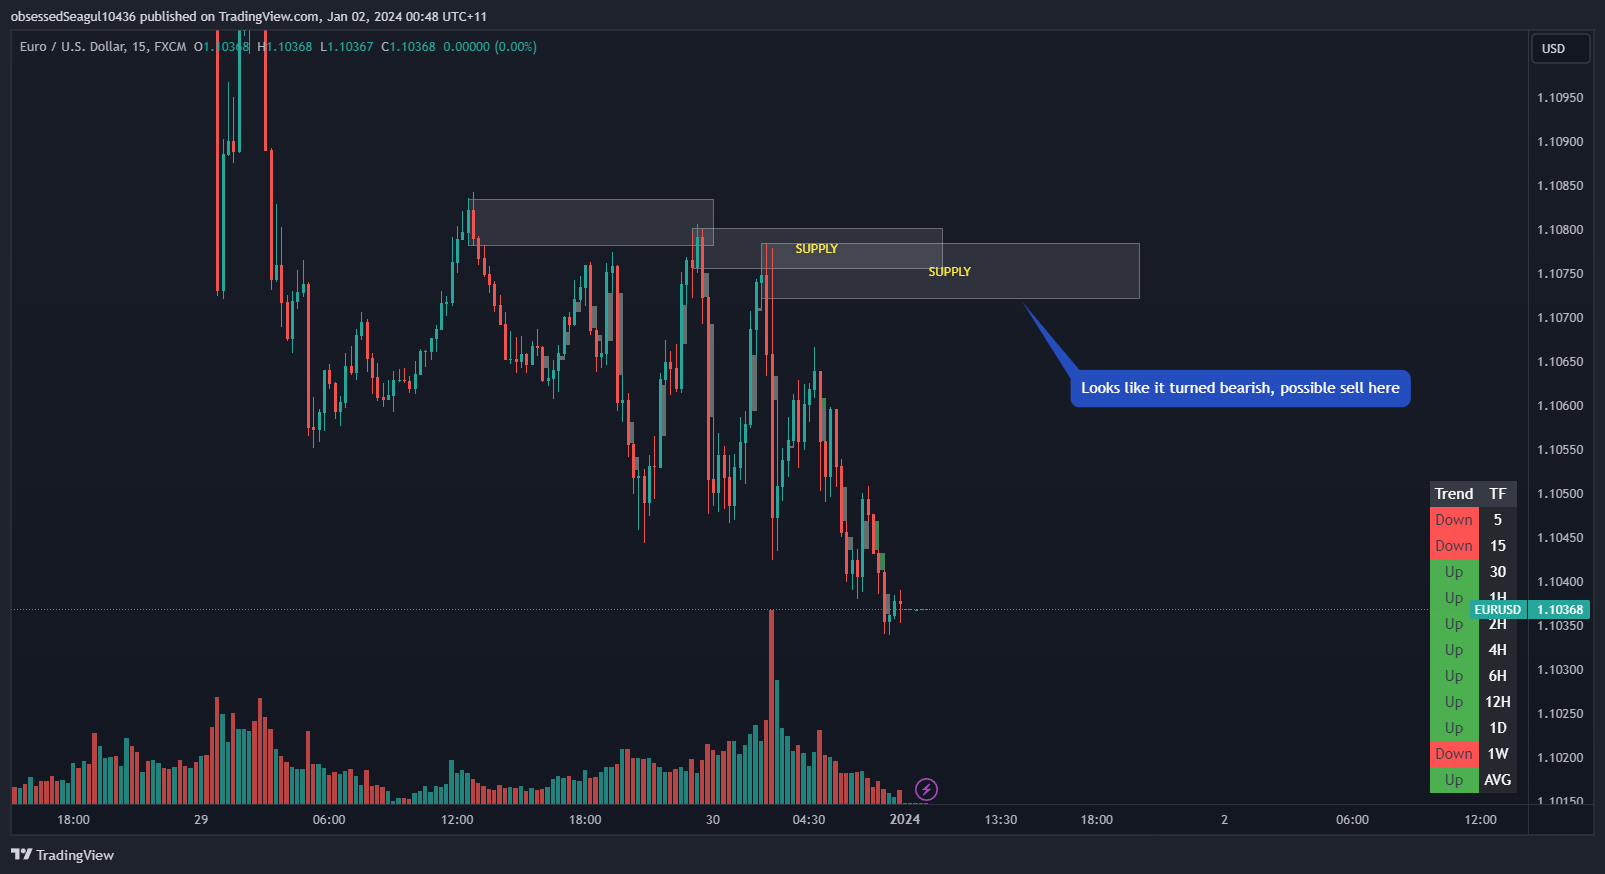 obsessedSeagul10436 published on TradingView.com, Jan 02, 2024 00:48 UTC+11
Euro / U.S. Dollar, 15, FXCM O1.10368 H1.10368 L1.10367 C1.10368 0.00000 (0.00%)
USD
1.10950
1.10900
1.10850
1.10800
SUPPLY
SUPPLY
1.10750
1.10700
1.10650
Looks like it turned bearish, possible sell here
1.10600
1.10550
1.10500
1.10450
1.10400
EURUSD 1.10368
1.10350
1.10300
1.10250
1.10200
1.10150
Trend TF
Down 5
Down 15
Up 30
Up 1H
Up 2H
Up 4H
Up 6H
Up 12H
Up 1D
Down 1W
Up AVG
18:00 29 06:00 12:00 18:00 30 04:30 2024 13:30 18:00 2 06:00 12:00
TradingView